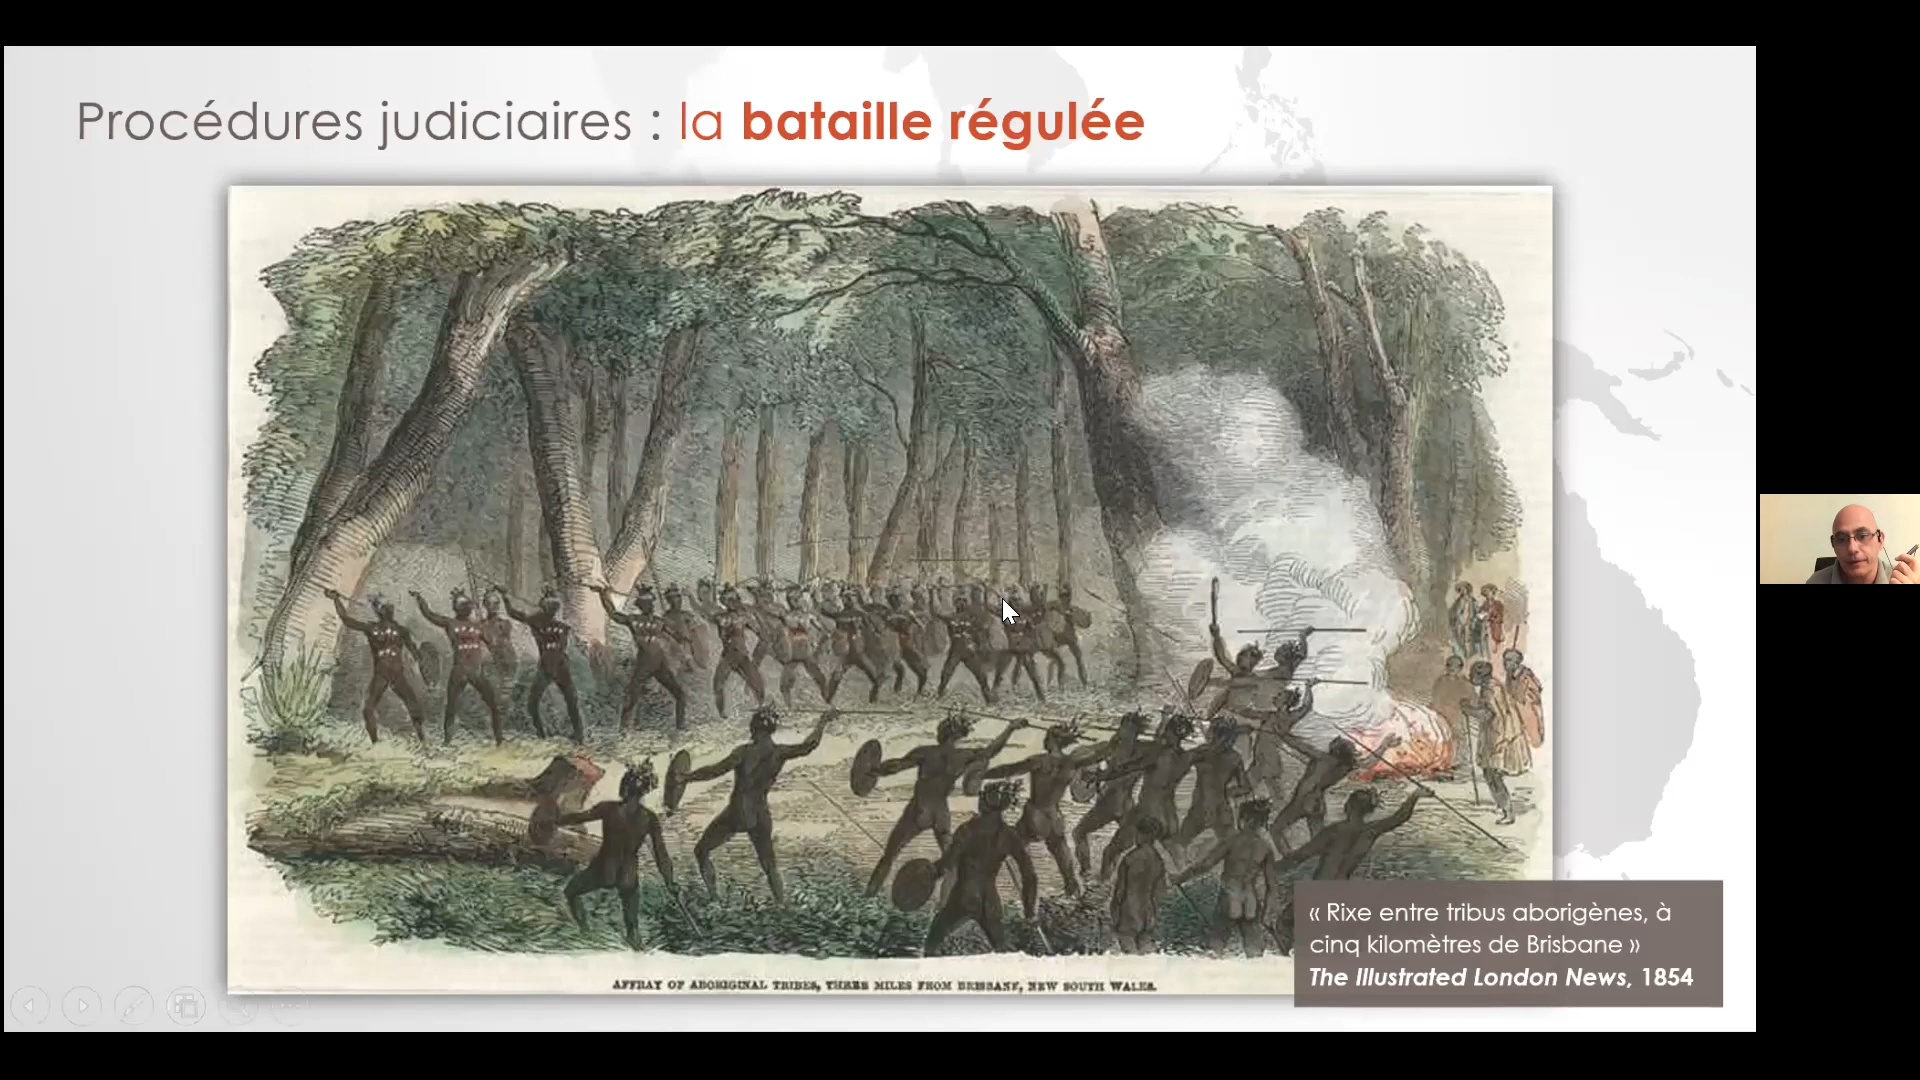 Procédures judiciaires : la bataille régulée
AFFRAY OF ABORIGINAL TRIBES, THREE MILES FROM BRISBANE, NEW SOUTH WALES.
« Rixe entre tribus aborigènes, à
cinq kilomètres de Brisbane »
The Illustrated London News, 1854